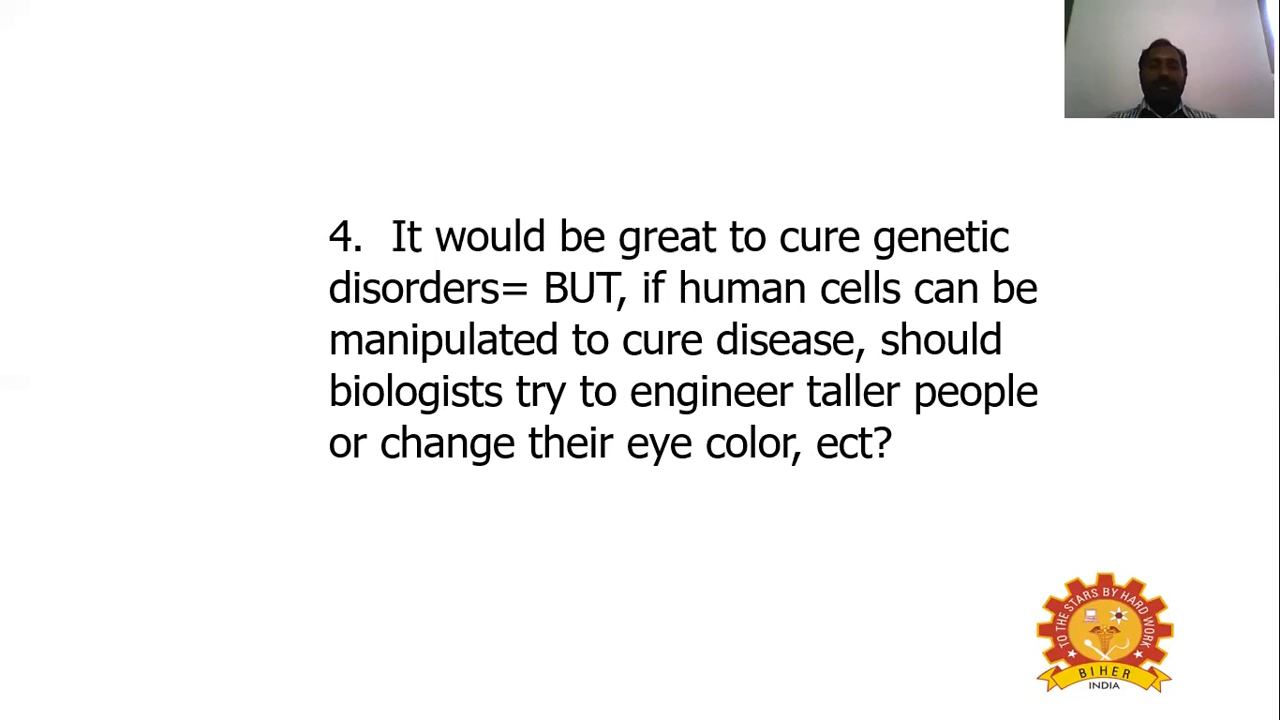 4. It would be great to cure genetic
disorders= BUT, if human cells can be
manipulated to cure disease, should
biologists try to engineer taller people
or change their eye color, ect?
TO THE STARS BY HARD WORK
BIHER
INDIA